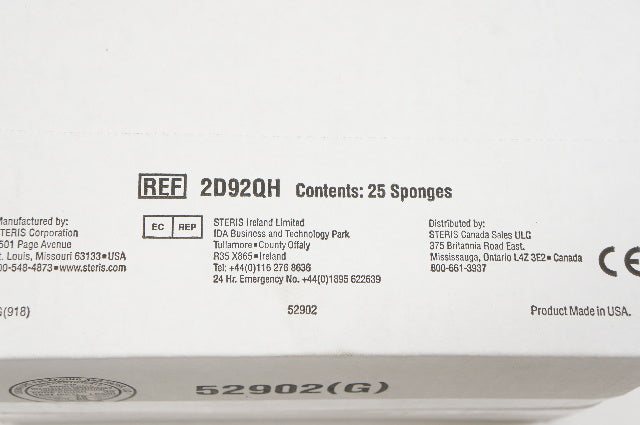 REF 2D92QH Contents: 25 Sponges
anufactured by:
TERIS Corporation
501 Page Avenue
t. Louis, Missouri 63133▪USA
00-548-4873▪www.steris.com
EC REP
STERIS Ireland Limited
IDA Business and Technology Park
Tullamore▪County Offaly
R35 X865▪Ireland
Tel: +44(0)116 276 8636
24 Hr. Emergency No. +44(0)1895 622639
Distributed by:
STERIS Canada Sales ULC
375 Britannia Road East.
Mississauga, Ontario L4Z 3E2▪Canada
800-661-3937
CE
(918)
52902
Product Made in USA.
52902(G)